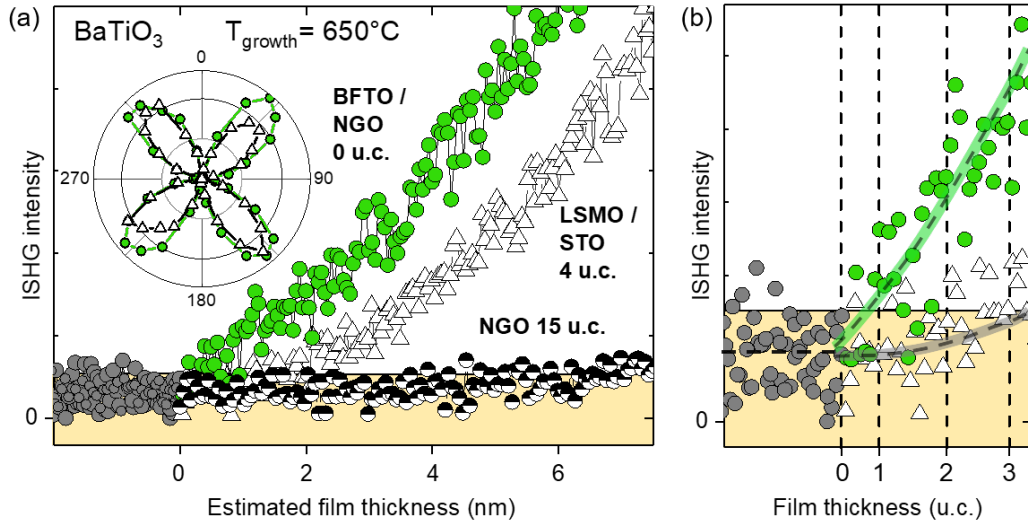 (a)
BaTiO₃
T_growth = 650°C
0
90
180
270
BFTO /
NGO
0 u.c.
LSMO /
STO
4 u.c.
NGO 15 u.c.
ISHG intensity
0
0
2
4
6
Estimated film thickness (nm)
(b)
ISHG intensity
0
0
1
2
3
Film thickness (u.c.)